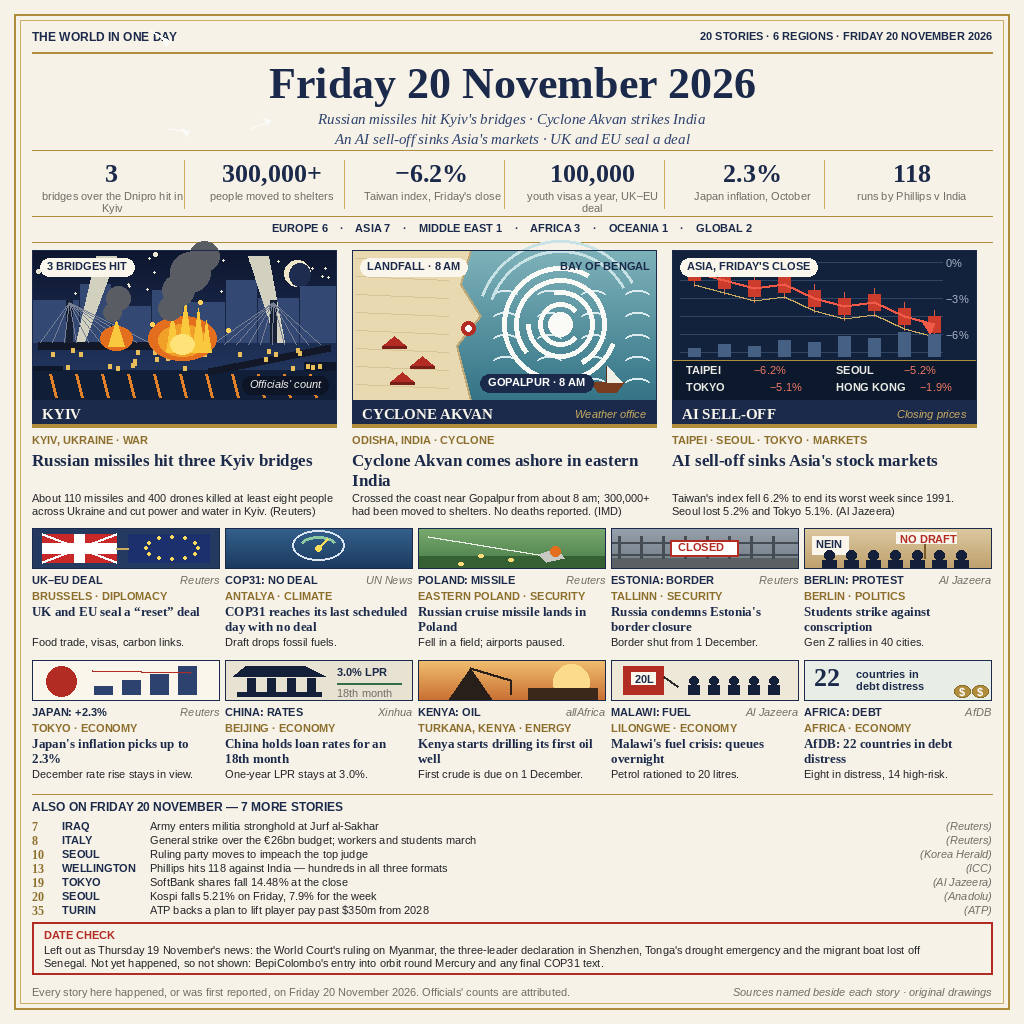 THE WORLD IN ONE DAY
20 STORIES · 6 REGIONS · FRIDAY 20 NOVEMBER 2026
Friday 20 November 2026
Russian missiles hit Kyiv's bridges · Cyclone Akvan strikes India
An AI sell-off sinks Asia's markets · UK and EU seal a deal
3
bridges over the Dnipro hit in
Kyiv
300,000+
people moved to shelters
−6.2%
Taiwan index, Friday's close
100,000
youth visas a year, UK–EU
deal
2.3%
Japan inflation, October
118
runs by Phillips v India
EUROPE 6 · ASIA 7 · MIDDLE EAST 1 · AFRICA 3 · OCEANIA 1 · GLOBAL 2
3 BRIDGES HIT
Officials' count
KYIV
LANDFALL · 8 AM
BAY OF BENGAL
GOPALPUR · 8 AM
CYCLONE AKVAN
Weather office
ASIA, FRIDAY'S CLOSE
0%
−3%
−6%
TAIPEI −6.2% SEOUL −5.2%
TOKYO −5.1% HONG KONG −1.9%
AI SELL-OFF
Closing prices
KYIV, UKRAINE · WAR
Russian missiles hit three Kyiv bridges
About 110 missiles and 400 drones killed at least eight people
across Ukraine and cut power and water in Kyiv. (Reuters)
ODISHA, INDIA · CYCLONE
Cyclone Akvan comes ashore in eastern
India
Crossed the coast near Gopalpur from about 8 am; 300,000+
had been moved to shelters. No deaths reported. (IMD)
TAIPEI · SEOUL · TOKYO · MARKETS
AI sell-off sinks Asia's stock markets
Taiwan's index fell 6.2% to end its worst week since 1991.
Seoul lost 5.2% and Tokyo 5.1%. (Al Jazeera)
UK–EU DEAL
Reuters
BRUSSELS · DIPLOMACY
UK and EU seal a “reset” deal
Food trade, visas, carbon links.
COP31: NO DEAL
UN News
ANTALYA · CLIMATE
COP31 reaches its last scheduled
day with no deal
Draft drops fossil fuels.
POLAND: MISSILE
Reuters
EASTERN POLAND · SECURITY
Russian cruise missile lands in
Poland
Fell in a field; airports paused.
CLOSED
ESTONIA: BORDER
Reuters
TALLINN · SECURITY
Russia condemns Estonia's
border closure
Border shut from 1 December.
NEIN
NO DRAFT
BERLIN: PROTEST
Al Jazeera
BERLIN · POLITICS
Students strike against
conscription
Gen Z rallies in 40 cities.
JAPAN: +2.3%
Reuters
TOKYO · ECONOMY
Japan's inflation picks up to
2.3%
December rate rise stays in view.
3.0% LPR
18th month
CHINA: RATES
Xinhua
BEIJING · ECONOMY
China holds loan rates for an
18th month
One-year LPR stays at 3.0%.
KENYA: OIL
allAfrica
TURKANA, KENYA · ENERGY
Kenya starts drilling its first oil
well
First crude is due on 1 December.
20L
MALAWI: FUEL
Al Jazeera
LILONGWE · ECONOMY
Malawi's fuel crisis: queues
overnight
Petrol rationed to 20 litres.
22
countries in
debt distress
$ $
AFRICA: DEBT
AfDB
AFRICA · ECONOMY
AfDB: 22 countries in debt
distress
Eight in distress, 14 high-risk.
ALSO ON FRIDAY 20 NOVEMBER — 7 MORE STORIES
7 IRAQ Army enters militia stronghold at Jurf al-Sakhar (Reuters)
8 ITALY General strike over the €26bn budget; workers and students march (Reuters)
10 SEOUL Ruling party moves to impeach the top judge (Korea Herald)
13 WELLINGTON Phillips hits 118 against India — hundreds in all three formats (ICC)
19 TOKYO SoftBank shares fall 14.48% at the close (Al Jazeera)
20 SEOUL Kospi falls 5.21% on Friday, 7.9% for the week (Anadolu)
35 TURIN ATP backs a plan to lift player pay past $350m from 2028 (ATP)
DATE CHECK
Left out as Thursday 19 November's news: the World Court's ruling on Myanmar, the three-leader declaration in Shenzhen, Tonga's drought emergency and the migrant boat lost off
Senegal. Not yet happened, so not shown: BepiColombo's entry into orbit round Mercury and any final COP31 text.
Every story here happened, or was first reported, on Friday 20 November 2026. Officials' counts are attributed.
Sources named beside each story · original drawings